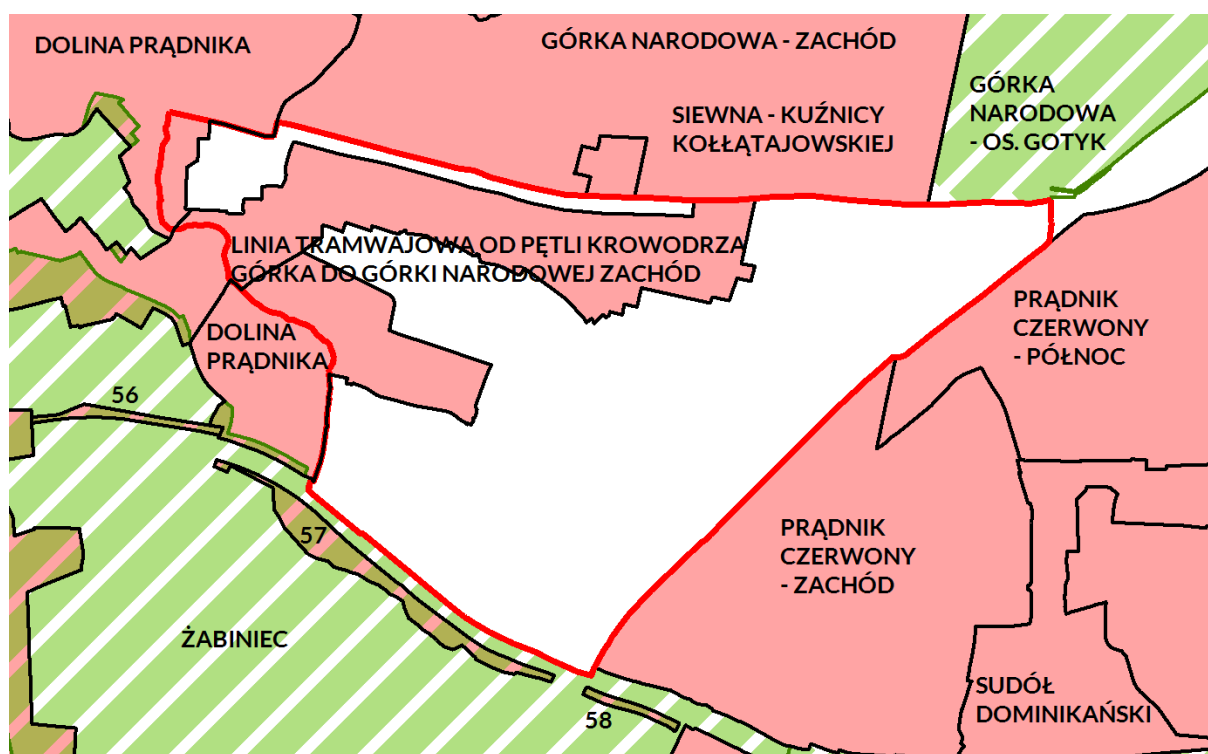 DOLINA PRĄDNIKA
GÓRKA NARODOWA - ZACHÓD
GÓRKA
NARODOWA
- OS. GOTYK
SIEWNA - KUŹNICY
KOŁŁĄTAJOWSKIEJ
LINIA TRAMWAJOWA OD PĘTLI KROWODRZA
GÓRKA DO GÓRKI NARODOWEJ ZACHÓD
PRĄDNIK
CZERWONY
- PÓŁNOC
DOLINA
PRĄDNIKA
56
57
PRĄDNIK
CZERWONY
- ZACHÓD
ŻABINIEC
SUDÓŁ
DOMINIKAŃSKI
58